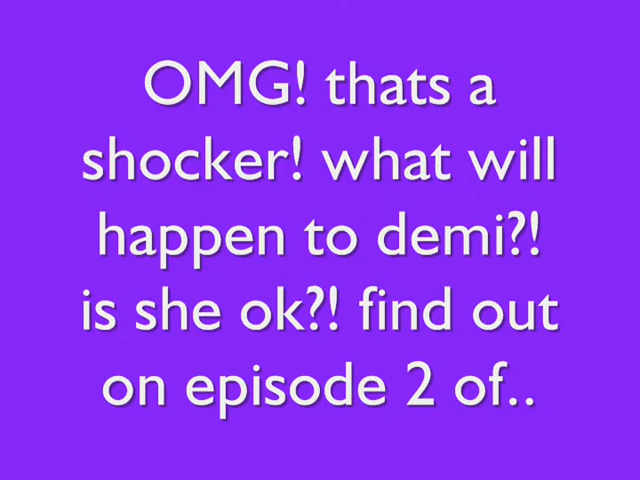 OMG! thats a
shocker! what will
happen to demi?!
is she ok?! find out
on episode 2 of..